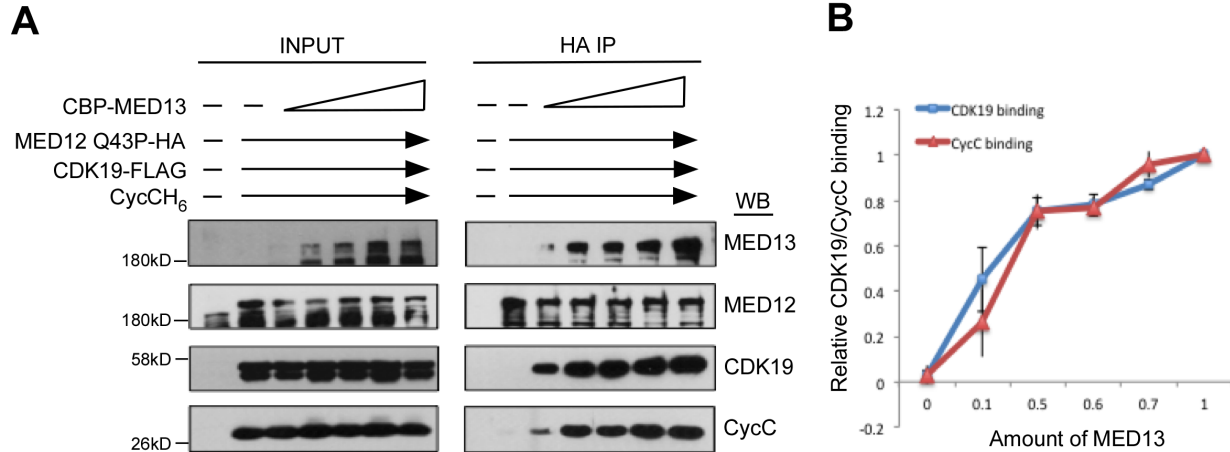 A
INPUT
HA IP
CBP-MED13
MED12 Q43P-HA
CDK19-FLAG
CycCH6
WB
180kD
MED13
180kD
MED12
58kD
CDK19
26kD
CycC
B
CDK19 binding
CycC binding
Relative CDK19/CycC binding
1.2
1
0.8
0.6
0.4
0.2
0
-0.2
0 0.1 0.5 0.6 0.7 1
Amount of MED13